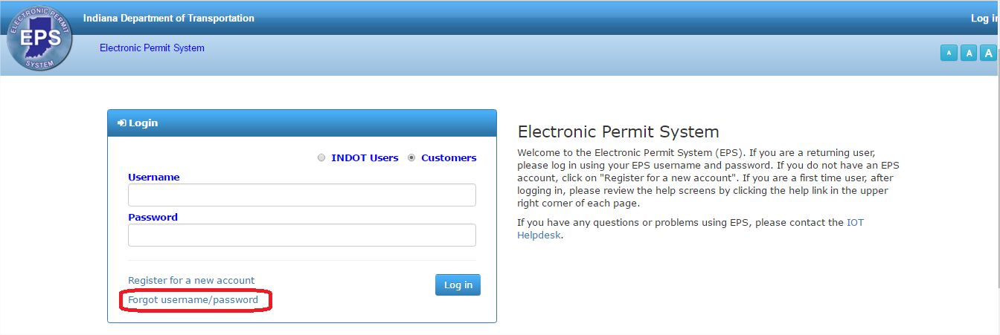 ELECTRONIC PERMIT
EPS
SYSTEM
Indiana Department of Transportation
Log in
Electronic Permit System
A A A
Login
INDOT Users Customers
Username
Password
Register for a new account
Log in
Forgot username/password
Electronic Permit System
Welcome to the Electronic Permit System (EPS). If you are a returning user,
please log in using your EPS username and password. If you do not have an EPS
account, click on "Register for a new account". If you are a first time user, after
logging in, please review the help screens by clicking the help link in the upper
right corner of each page.
If you have any questions or problems using EPS, please contact the IOT
Helpdesk.